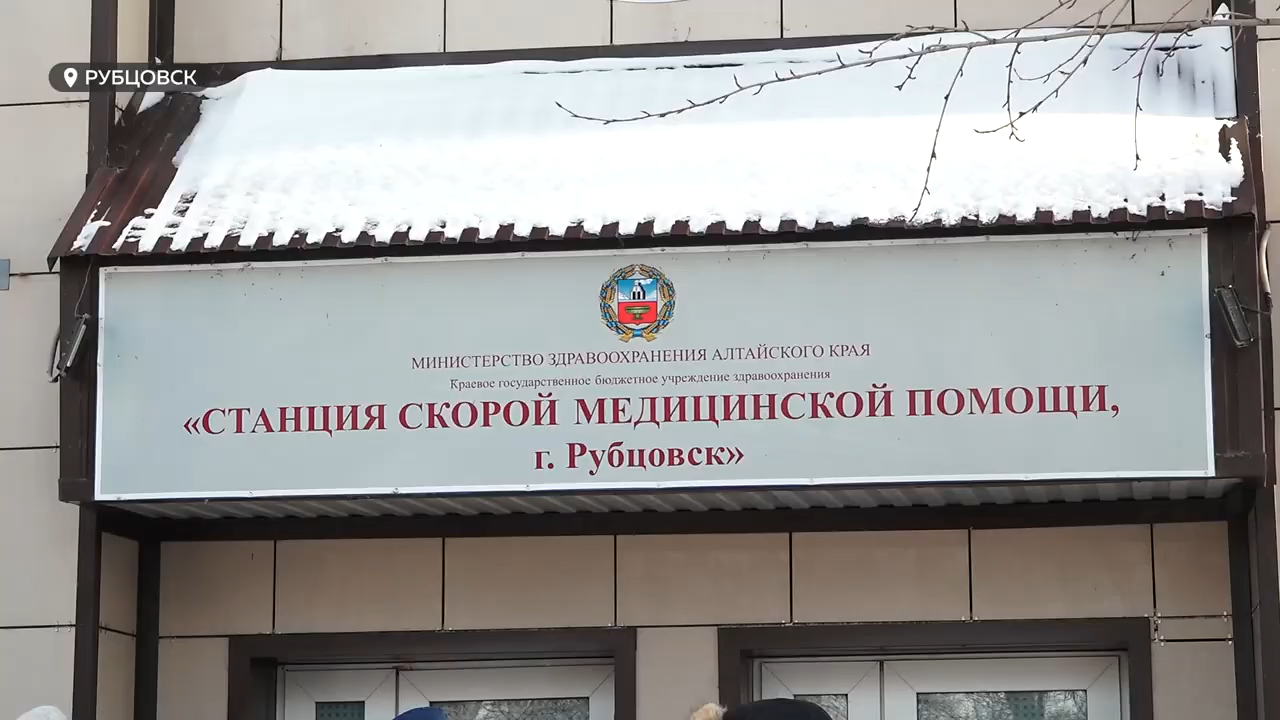 РУБЦОВСК
МИНИСТЕРСТВО ЗДРАВООХРАНЕНИЯ АЛТАЙСКОГО КРАЯ
Краевое государственное бюджетное учреждение здравоохранения
«СТАНЦИЯ СКОРОЙ МЕДИЦИНСКОЙ ПОМОЩИ,
г. Рубцовск»